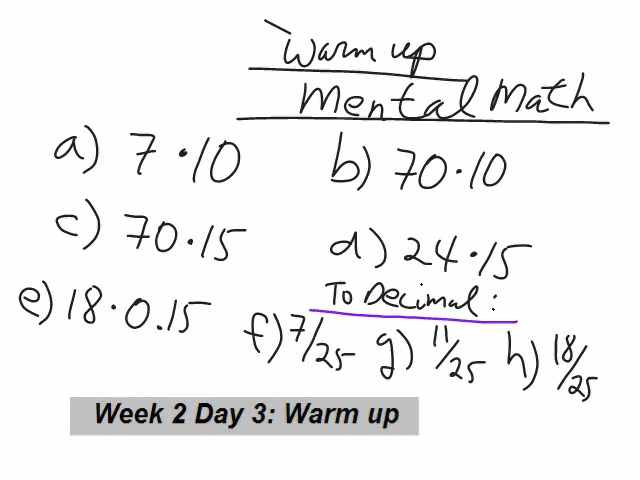 Warm up
Mental Math
a) 7 · 10 b) 70 · 10
c) 70 · 15 d) 24 · 15
e) 18 · 0.15 To Decimal:
f) 7/25 g) 11/25 h) 18/25
Week 2 Day 3: Warm up